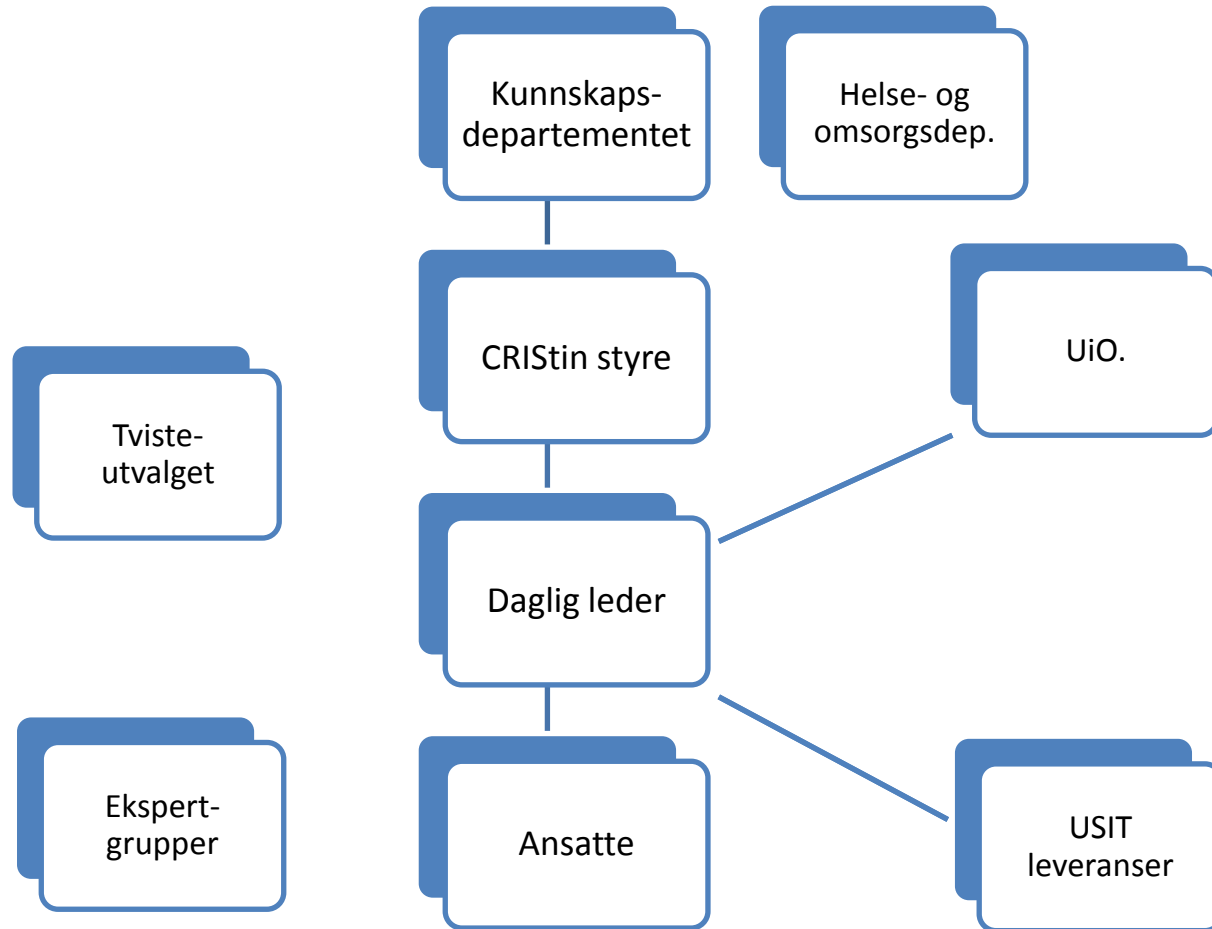 Kunnskaps-
departementet
Helse- og
omsorgsdep.
CRIStin styre
UiO.
Tviste-
utvalget
Daglig leder
Ekspert-
grupper
Ansatte
USIT
leveranser